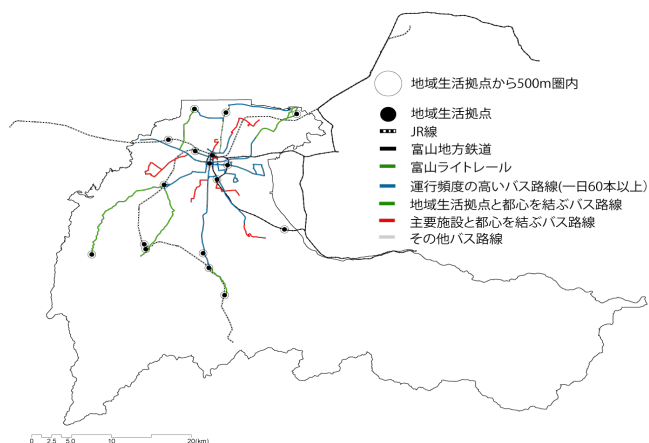 地域生活拠点から500m圏内
地域生活拠点
JR線
富山地方鉄道
富山ライトレール
運行頻度の高いバス路線(一日60本以上)
地域生活拠点と都心を結ぶバス路線
主要施設と都心を結ぶバス路線
その他バス路線
0 2.5 5.0 10 20(km)